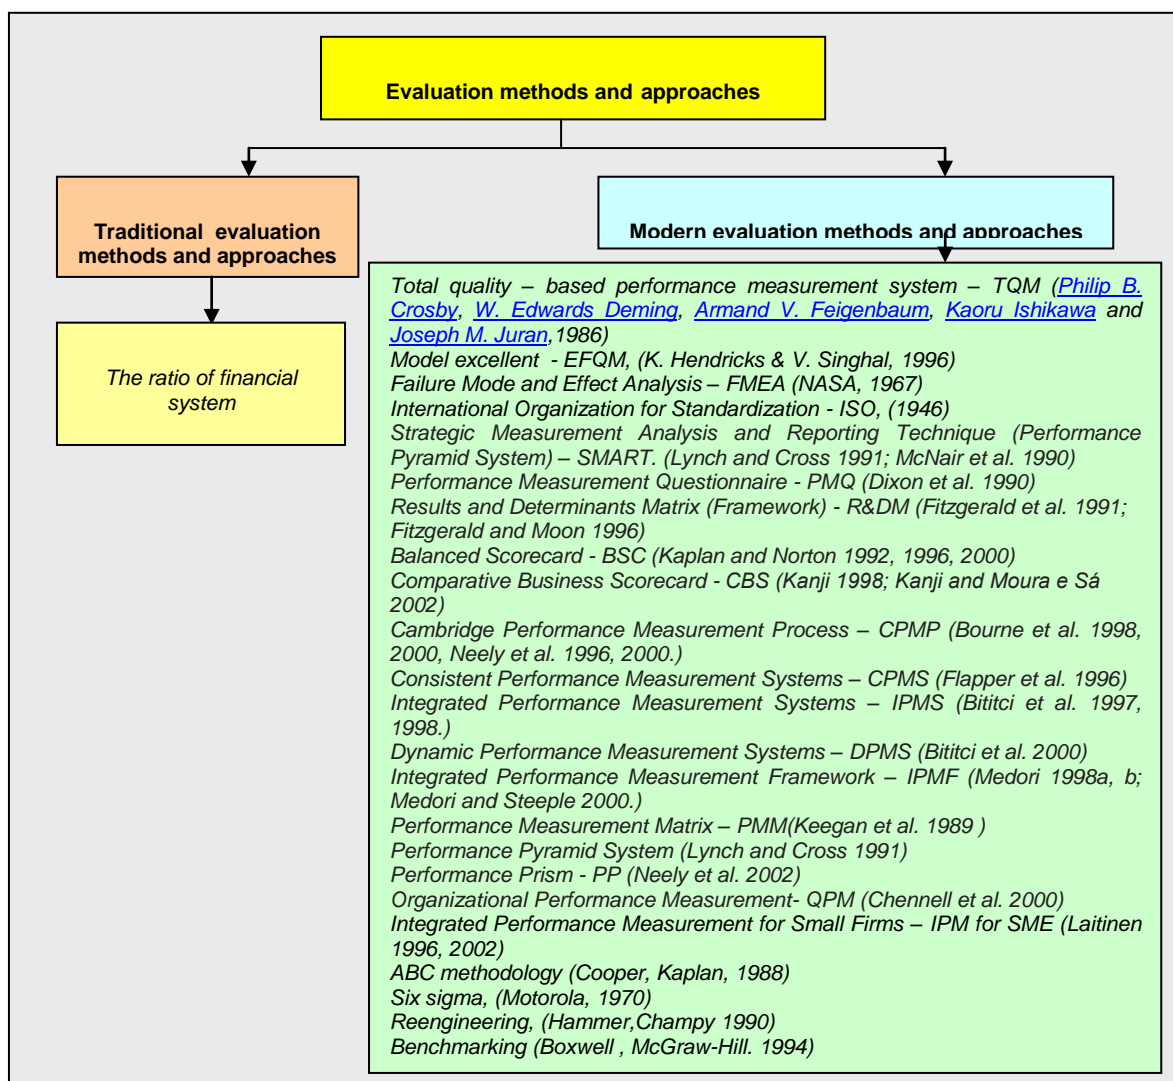 Evaluation methods and approaches
Traditional evaluation
methods and approaches
Modern evaluation methods and approaches
The ratio of financial
system
Total quality – based performance measurement system – TQM (Philip B.
Crosby, W. Edwards Deming, Armand V. Feigenbaum, Kaoru Ishikawa and
Joseph M. Juran,1986)
Model excellent - EFQM, (K. Hendricks & V. Singhal, 1996)
Failure Mode and Effect Analysis – FMEA (NASA, 1967)
International Organization for Standardization - ISO, (1946)
Strategic Measurement Analysis and Reporting Technique (Performance
Pyramid System) – SMART. (Lynch and Cross 1991; McNair et al. 1990)
Performance Measurement Questionnaire - PMQ (Dixon et al. 1990)
Results and Determinants Matrix (Framework) - R&DM (Fitzgerald et al. 1991;
Fitzgerald and Moon 1996)
Balanced Scorecard - BSC (Kaplan and Norton 1992, 1996, 2000)
Comparative Business Scorecard - CBS (Kanji 1998; Kanji and Moura e Sá
2002)
Cambridge Performance Measurement Process – CPMP (Bourne et al. 1998,
2000, Neely et al. 1996, 2000.)
Consistent Performance Measurement Systems – CPMS (Flapper et al. 1996)
Integrated Performance Measurement Systems – IPMS (Bititci et al. 1997,
1998.)
Dynamic Performance Measurement Systems – DPMS (Bititci et al. 2000)
Integrated Performance Measurement Framework – IPMF (Medori 1998a, b;
Medori and Steeple 2000.)
Performance Measurement Matrix – PMM(Keegan et al. 1989 )
Performance Pyramid System (Lynch and Cross 1991)
Performance Prism - PP (Neely et al. 2002)
Organizational Performance Measurement- QPM (Chennell et al. 2000)
Integrated Performance Measurement for Small Firms – IPM for SME (Laitinen
1996, 2002)
ABC methodology (Cooper, Kaplan, 1988)
Six sigma, (Motorola, 1970)
Reengineering, (Hammer,Champy 1990)
Benchmarking (Boxwell , McGraw-Hill. 1994)